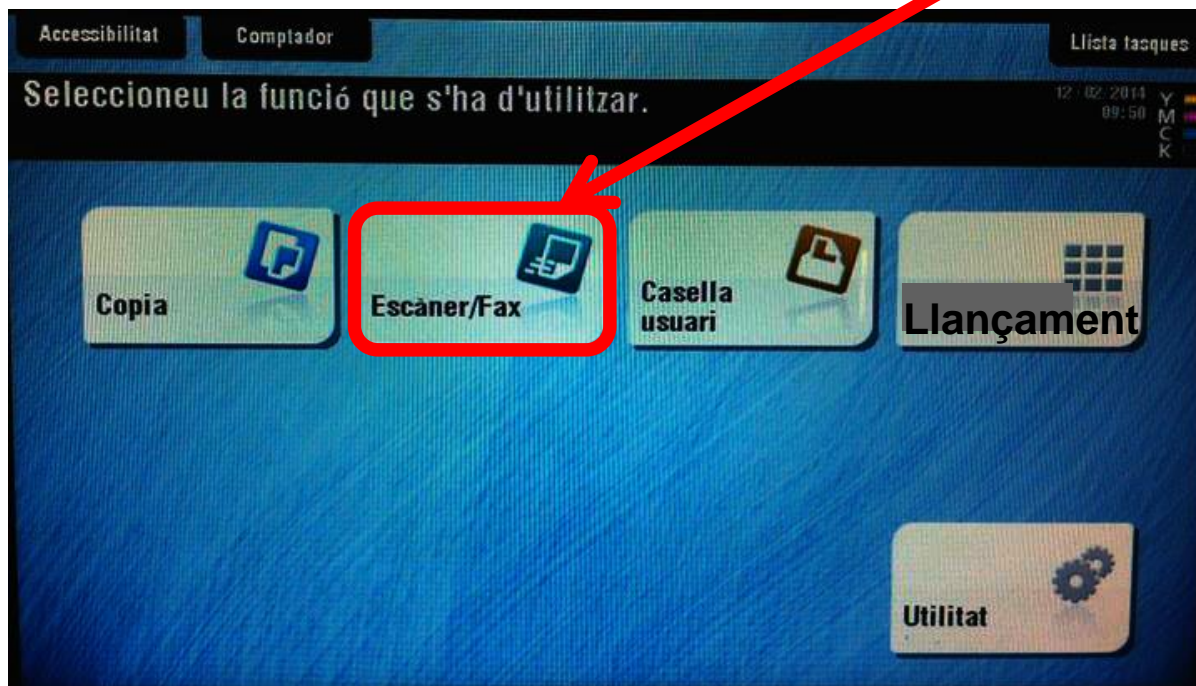 Accessibilitat
Comptador
Llista tasques
Seleccioneu la funció que s'ha d'utilitzar.
12 02 2014
09:50
Y
M
C
K
Copia
Escàner/Fax
Casella
usuari
Llançament
Utilitat